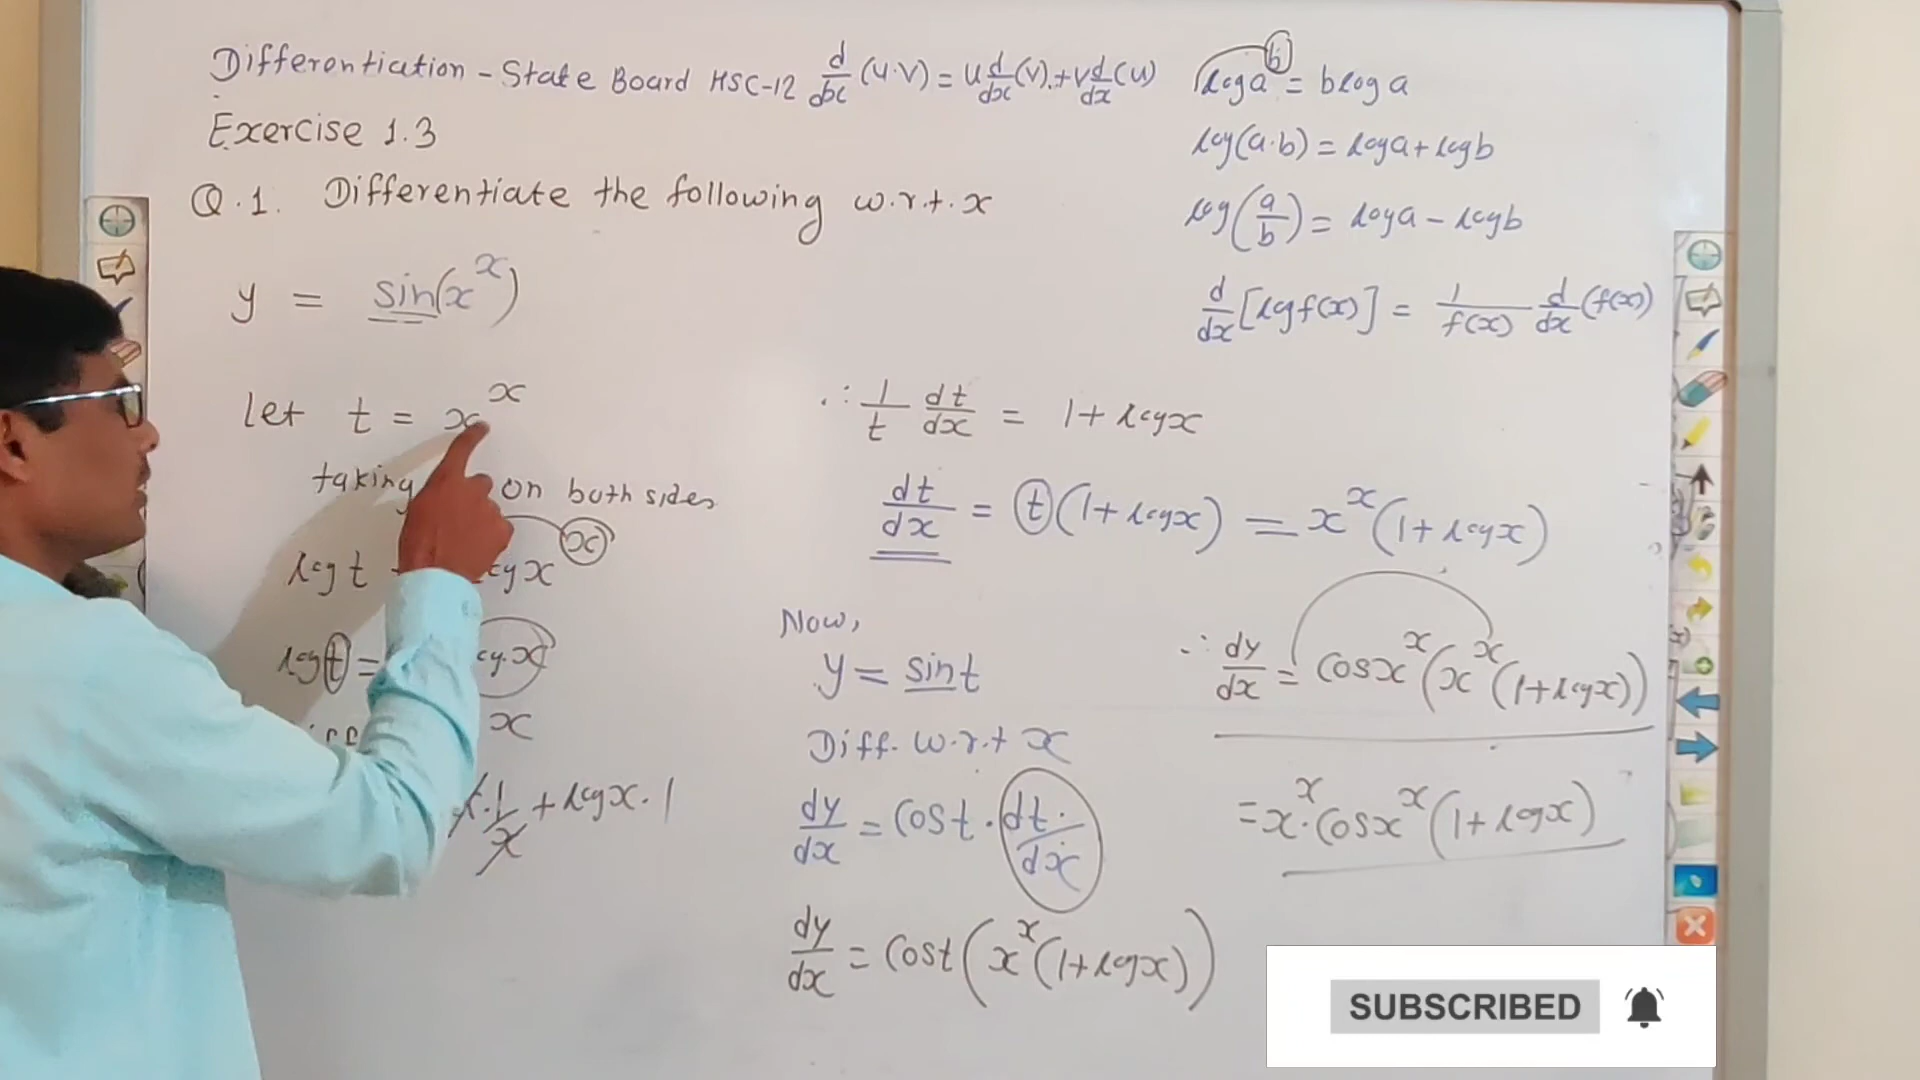 Differentiation - State Board HSC-12 d/dx (u·v) = u d/dx (v) + v d/dx (u)
Exercise 1.3
Q.1. Differentiate the following w.r.t. x
y = sin(x^x)
let t = x^x
taking on both sides
log t log x^x
log t = log x
x
x · 1/x + log x · 1
log a^b = b log a
log (a·b) = log a + log b
log (a/b) = log a - log b
d/dx [log f(x)] = 1/f(x) d/dx (f(x))
∴ 1/t dt/dx = 1 + log x
dt/dx = t (1 + log x) = x^x (1 + log x)
Now,
y = sin t
Diff. w.r.t x
dy/dx = cos t · dt/dx
dy/dx = cos t (x^x (1 + log x))
∴ dy/dx = cos x^x (x^x (1 + log x))
= x^x · cos x^x (1 + log x)
SUBSCRIBED